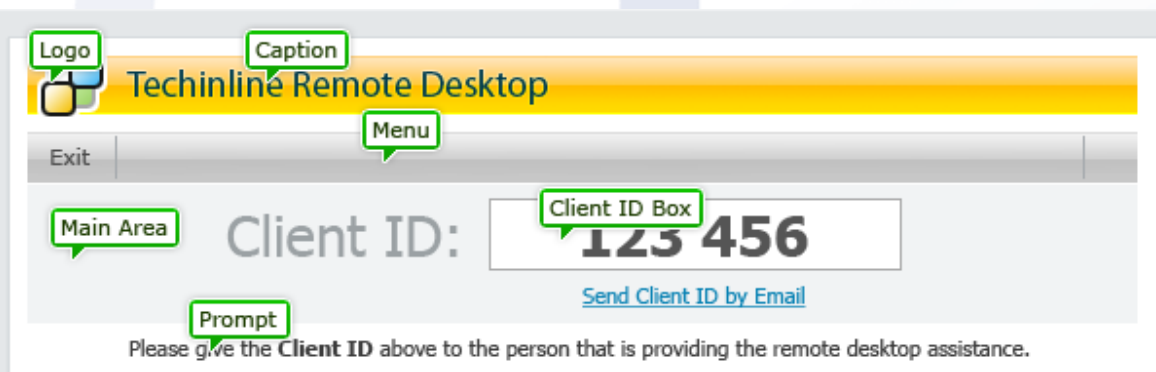 Logo
Caption
Techinline Remote Desktop
Menu
Exit
Main Area
Client ID:
Client ID Box
123 456
Send Client ID by Email
Prompt
Please give the Client ID above to the person that is providing the remote desktop assistance.